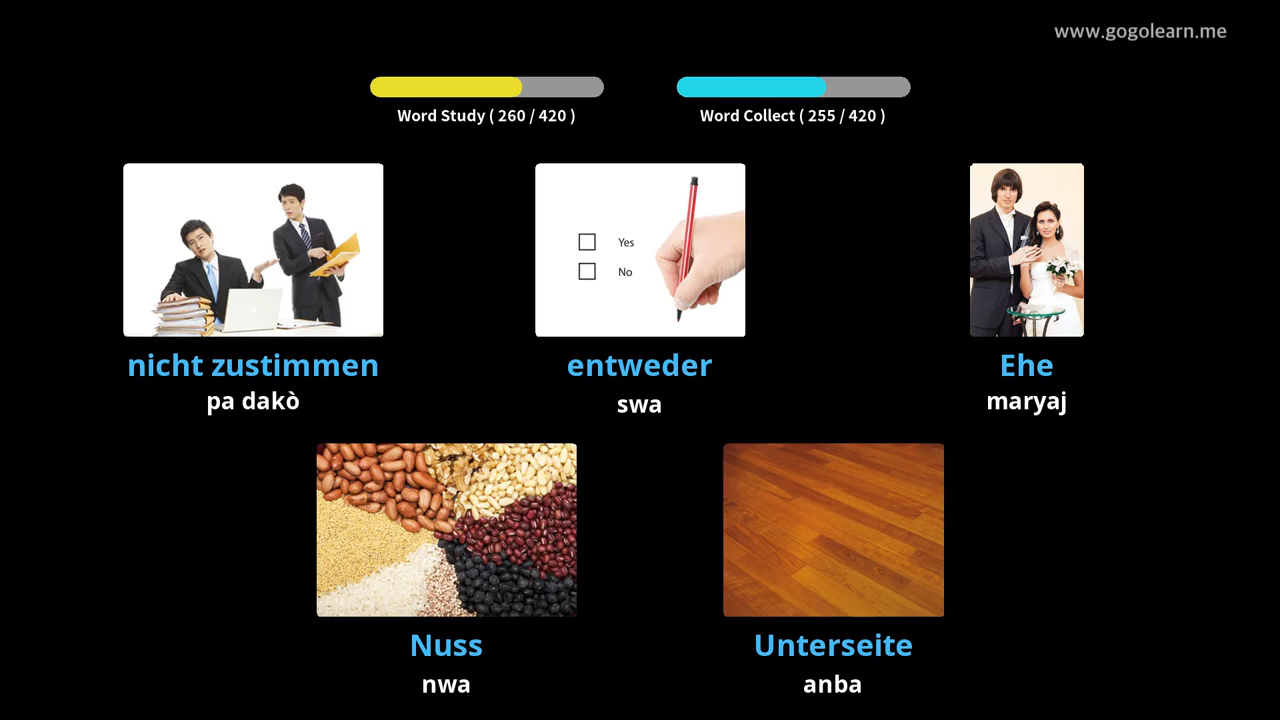 www.gogolearn.me
Word Study ( 260 / 420 )
Word Collect ( 255 / 420 )
Yes
No
nicht zustimmen
pa dakò
entweder
swa
Ehe
maryaj
Nuss
nwa
Unterseite
anba